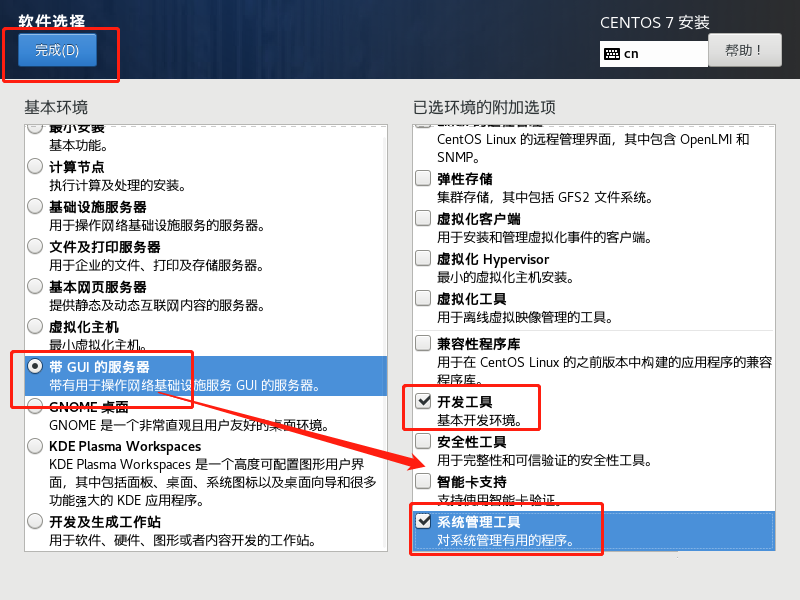 软件选择
CENTOS 7 安装
完成(D)
cn
帮助！
基本环境
最小安装
基本功能。
计算节点
执行计算及处理的安装。
基础设施服务器
用于操作网络基础设施服务的服务器。
文件及打印服务器
用于企业的文件、打印及存储服务器。
基本网页服务器
提供静态及动态互联网内容的服务器。
虚拟化主机
最小虚拟化主机。
带 GUI 的服务器
带有用于操作网络基础设施服务 GUI 的服务器。
GNOME 桌面
GNOME 是一个非常直观且用户友好的桌面环境。
KDE Plasma Workspaces
KDE Plasma Workspaces 是一个高度可配置图形用户界
面，其中包括面板、桌面、系统图标以及桌面向导和很多
功能强大的 KDE 应用程序。
开发及生成工作站
用于软件、硬件、图形或者内容开发的工作站。
已选环境的附加选项
CentOS Linux 的远程管理界面，其中包含 OpenLMI 和
SNMP。
弹性存储
集群存储，其中包括 GFS2 文件系统。
虚拟化客户端
用于安装和管理虚拟化事件的客户端。
虚拟化 Hypervisor
最小的虚拟化主机安装。
虚拟化工具
用于离线虚拟映像管理的工具。
兼容性程序库
用于在 CentOS Linux 的之前版本中构建的应用程序的兼容
程序库。
开发工具
基本开发环境。
安全性工具
用于完整性和可信验证的安全性工具。
智能卡支持
支持使用智能卡验证。
系统管理工具
对系统管理有用的程序。